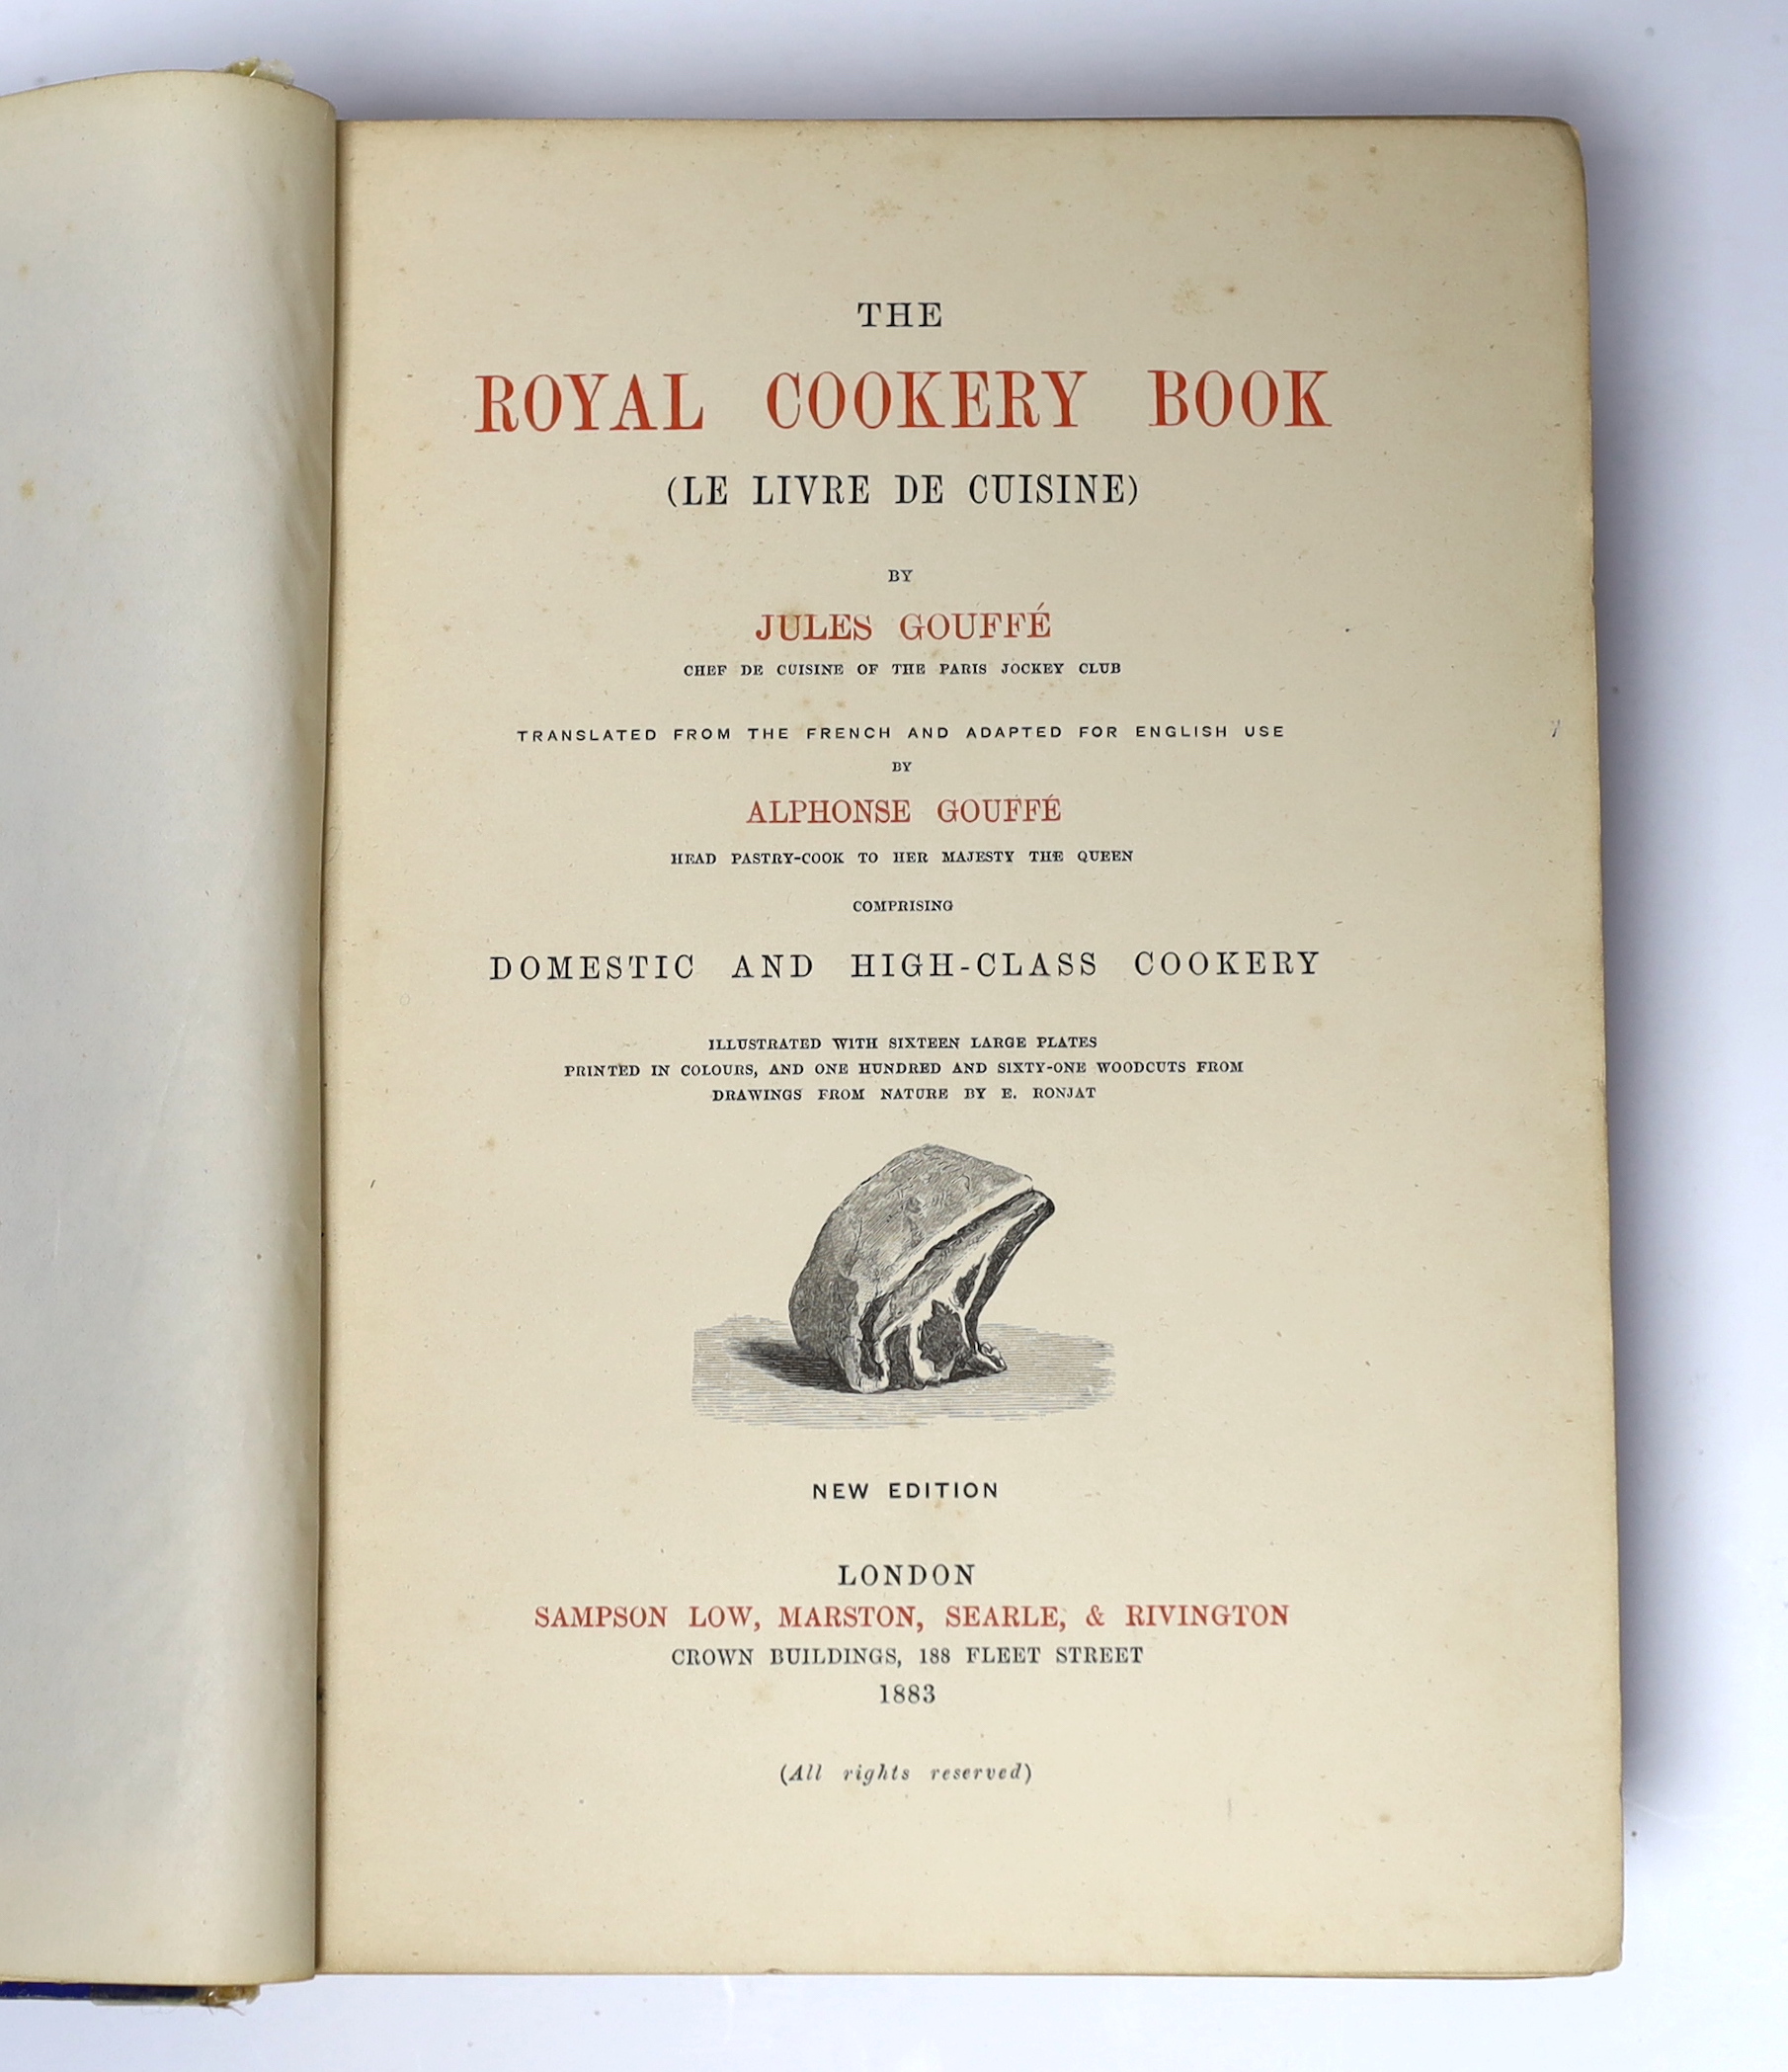 THE
ROYAL COOKERY BOOK
(LE LIVRE DE CUISINE)
BY
JULES GOUFFÉ
CHEF DE CUISINE OF THE PARIS JOCKEY CLUB
TRANSLATED FROM THE FRENCH AND ADAPTED FOR ENGLISH USE
BY
ALPHONSE GOUFFÉ
HEAD PASTRY-COOK TO HER MAJESTY THE QUEEN
COMPRISING
DOMESTIC AND HIGH-CLASS COOKERY
ILLUSTRATED WITH SIXTEEN LARGE PLATES
PRINTED IN COLOURS, AND ONE HUNDRED AND SIXTY-ONE WOODCUTS FROM
DRAWINGS FROM NATURE BY E. RONJAT
NEW EDITION
LONDON
SAMPSON LOW, MARSTON, SEARLE, & RIVINGTON
CROWN BUILDINGS, 188 FLEET STREET
1883
(All rights reserved)